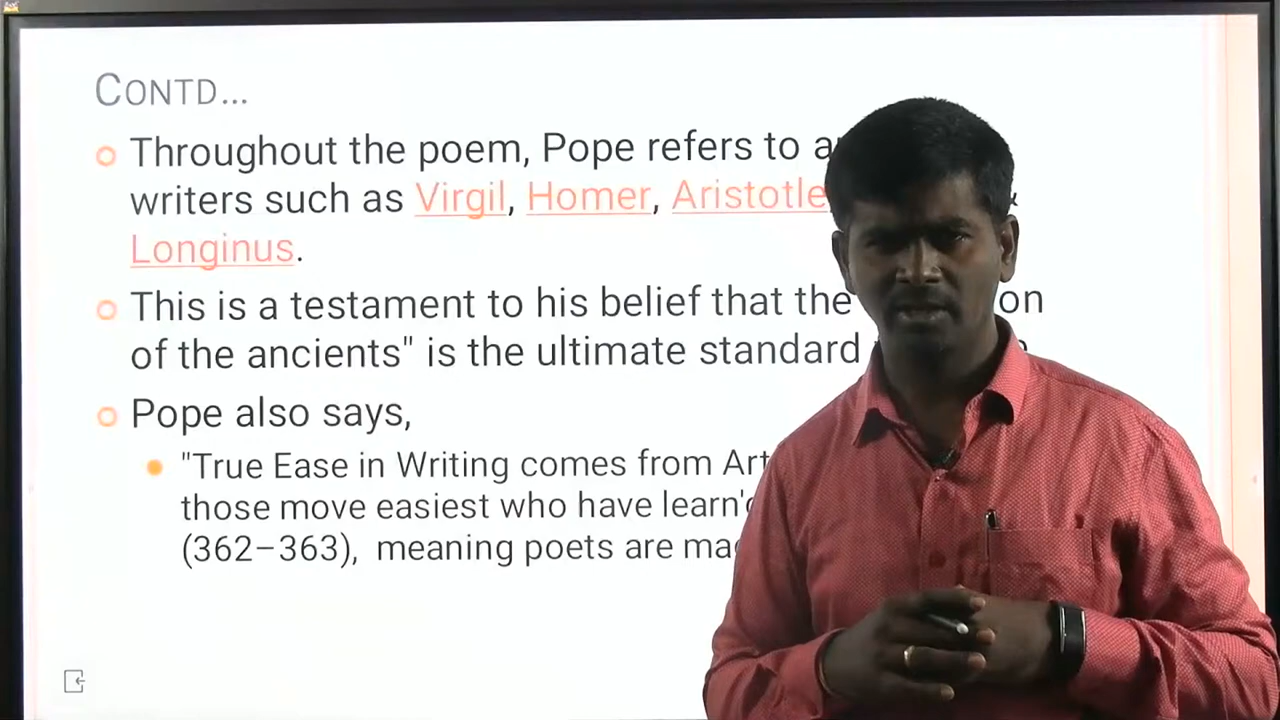 CONTD...
Throughout the poem, Pope refers to
writers such as Virgil, Homer, Aristotle
Longinus.
This is a testament to his belief that the
of the ancients" is the ultimate standard
Pope also says,
"True Ease in Writing comes from Art
those move easiest who have learn'd
(362–363), meaning poets are